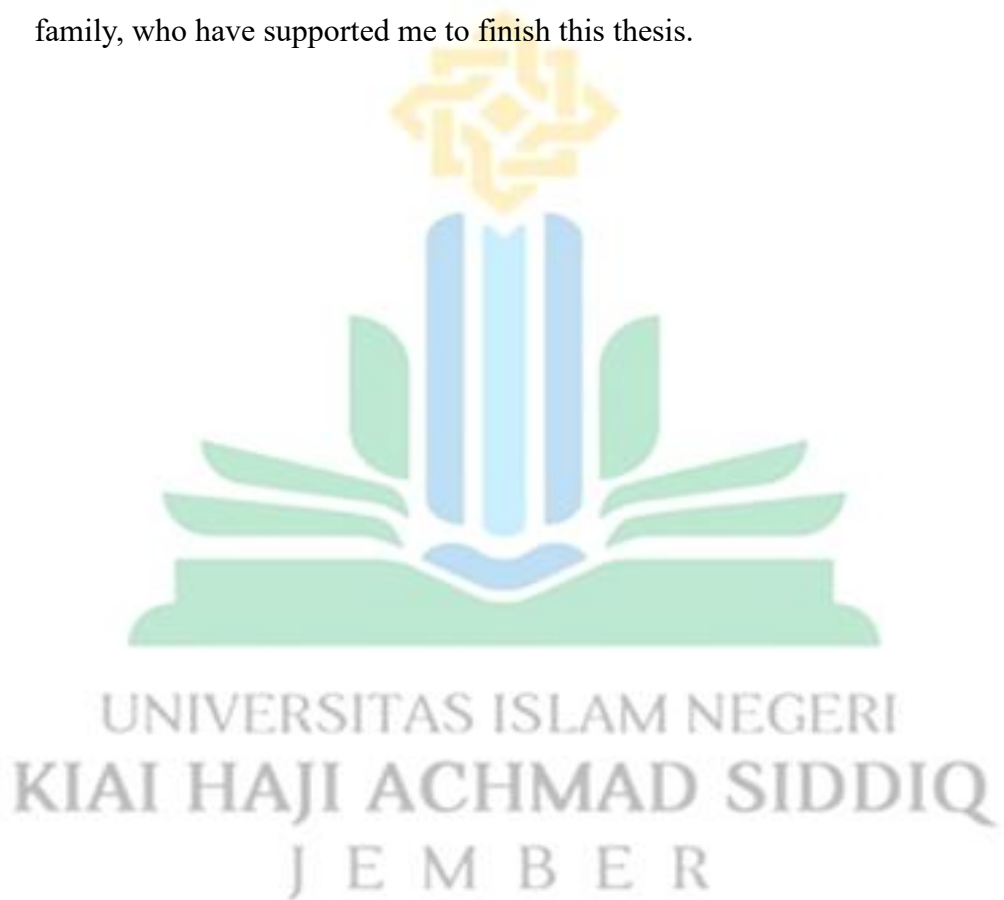 family, who have supported me to finish this thesis.
UNIVERSITAS ISLAM NEGERI
KIAI HAJI ACHMAD SIDDIQ
J E M B E R